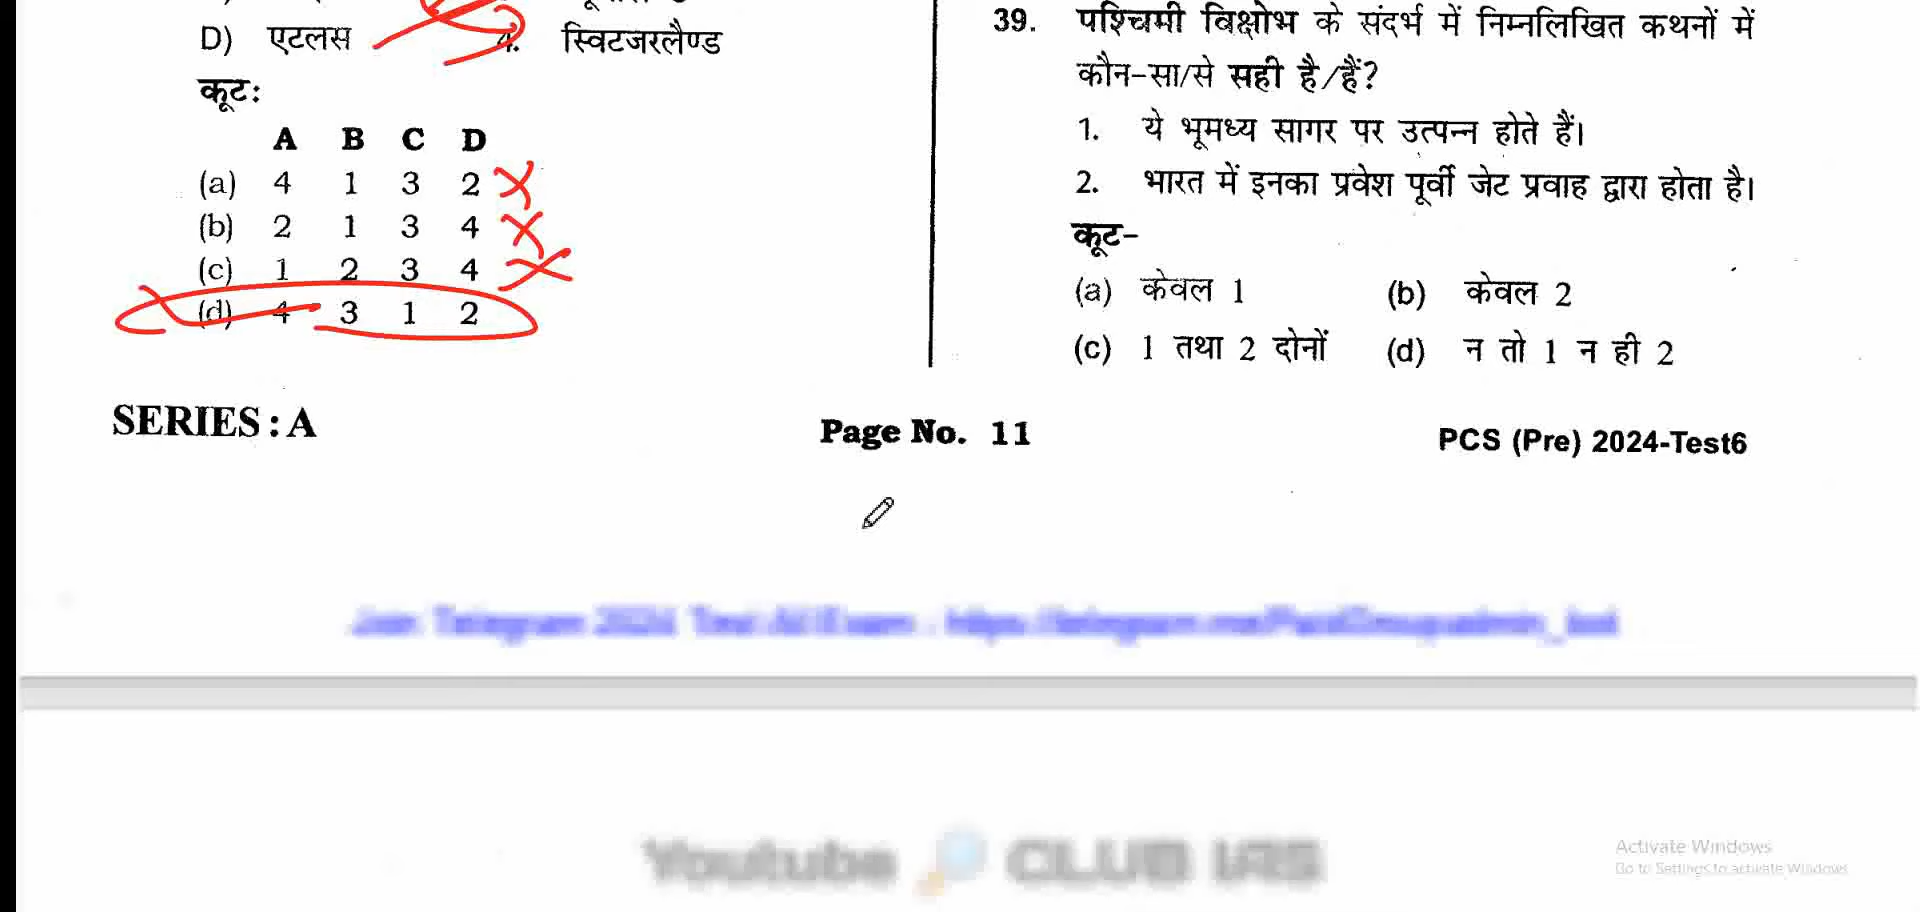 D) एटलस 4. स्विटजरलैण्ड
कूटः
A B C D
(a) 4 1 3 2
(b) 2 1 3 4
(c) 1 2 3 4
(d) 4 3 1 2
39. पश्चिमी विक्षोभ के संदर्भ में निम्नलिखित कथनों में
कौन-सा/से सही है/हैं?
1. ये भूमध्य सागर पर उत्पन्न होते हैं।
2. भारत में इनका प्रवेश पूर्वी जेट प्रवाह द्वारा होता है।
कूट-
(a) केवल 1 (b) केवल 2
(c) 1 तथा 2 दोनों (d) न तो 1 न ही 2
SERIES : A Page No. 11 PCS (Pre) 2024-Test6
Youtube CLUB IAS
Activate Windows
Go to Settings to activate Windows